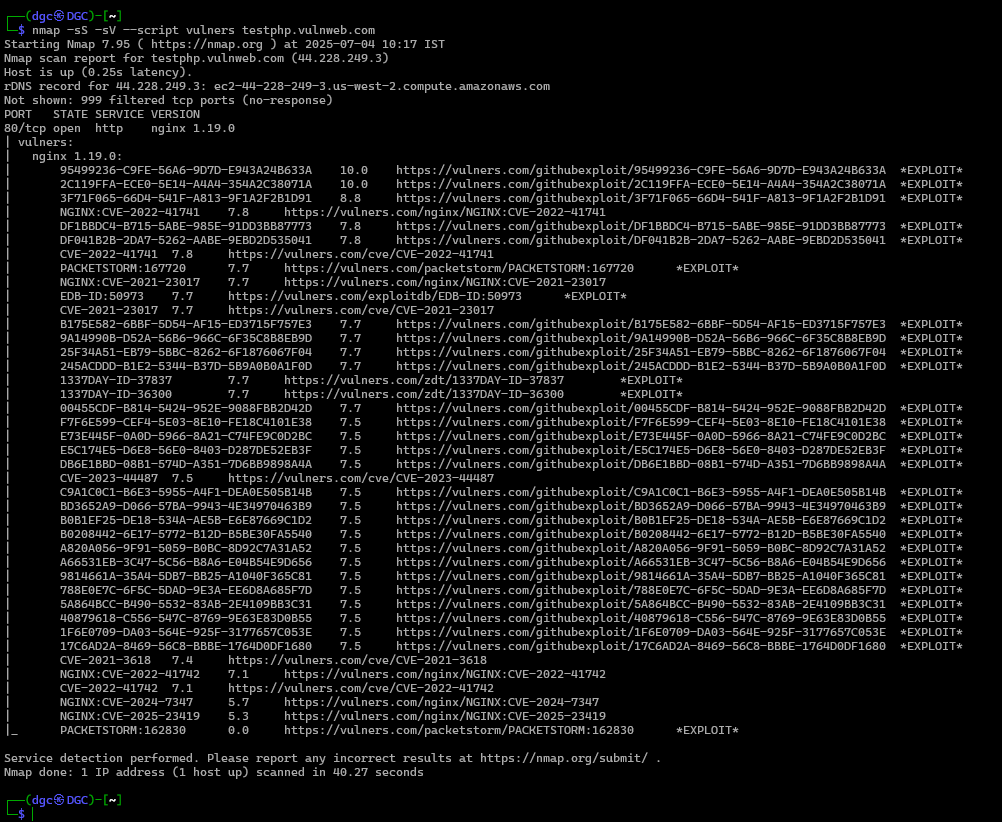 ┌──(dgc㉿DGC)-[~]
└─$ nmap -sS -sV --script vulners testphp.vulnweb.com
Starting Nmap 7.95 ( https://nmap.org ) at 2025-07-04 10:17 IST
Nmap scan report for testphp.vulnweb.com (44.228.249.3)
Host is up (0.25s latency).
rDNS record for 44.228.249.3: ec2-44-228-249-3.us-west-2.compute.amazonaws.com
Not shown: 999 filtered tcp ports (no-response)
PORT   STATE SERVICE VERSION
80/tcp open  http    nginx 1.19.0
| vulners:
|   nginx 1.19.0:
|       95499236-C9FE-56A6-9D7D-E943A24B633A    10.0    https://vulners.com/githubexploit/95499236-C9FE-56A6-9D7D-E943A24B633A  *EXPLOIT*
|       2C119FFA-ECE0-5E14-A4A4-354A2C38071A    10.0    https://vulners.com/githubexploit/2C119FFA-ECE0-5E14-A4A4-354A2C38071A  *EXPLOIT*
|       3F71F065-66D4-541F-A813-9F1A2F2B1D91    8.8     https://vulners.com/githubexploit/3F71F065-66D4-541F-A813-9F1A2F2B1D91  *EXPLOIT*
|       NGINX:CVE-2022-41741    7.8     https://vulners.com/nginx/NGINX:CVE-2022-41741
|       DF1BBDC4-B715-5ABE-985E-91DD3BB87773    7.8     https://vulners.com/githubexploit/DF1BBDC4-B715-5ABE-985E-91DD3BB87773  *EXPLOIT*
|       DF041B2B-2DA7-5262-AABE-9EBD2D535041    7.8     https://vulners.com/githubexploit/DF041B2B-2DA7-5262-AABE-9EBD2D535041  *EXPLOIT*
|       CVE-2022-41741  7.8     https://vulners.com/cve/CVE-2022-41741
|       PACKETSTORM:167720      7.7     https://vulners.com/packetstorm/PACKETSTORM:167720      *EXPLOIT*
|       NGINX:CVE-2021-23017    7.7     https://vulners.com/nginx/NGINX:CVE-2021-23017
|       EDB-ID:50973    7.7     https://vulners.com/exploitdb/EDB-ID:50973      *EXPLOIT*
|       CVE-2021-23017  7.7     https://vulners.com/cve/CVE-2021-23017
|       B175E582-6BBF-5D54-AF15-ED3715F757E3    7.7     https://vulners.com/githubexploit/B175E582-6BBF-5D54-AF15-ED3715F757E3  *EXPLOIT*
|       9A14990B-D52A-56B6-966C-6F35C8B8EB9D    7.7     https://vulners.com/githubexploit/9A14990B-D52A-56B6-966C-6F35C8B8EB9D  *EXPLOIT*
|       25F34A51-EB79-5BBC-8262-6F1876067F04    7.7     https://vulners.com/githubexploit/25F34A51-EB79-5BBC-8262-6F1876067F04  *EXPLOIT*
|       245ACDDD-B1E2-5344-B37D-5B9A0B0A1F0D    7.7     https://vulners.com/githubexploit/245ACDDD-B1E2-5344-B37D-5B9A0B0A1F0D  *EXPLOIT*
|       1337DAY-ID-37837        7.7     https://vulners.com/zdt/1337DAY-ID-37837        *EXPLOIT*
|       1337DAY-ID-36300        7.7     https://vulners.com/zdt/1337DAY-ID-36300        *EXPLOIT*
|       00455CDF-B814-5424-952E-9088FBB2D42D    7.7     https://vulners.com/githubexploit/00455CDF-B814-5424-952E-9088FBB2D42D  *EXPLOIT*
|       F7F6E599-CEF4-5E03-8E10-FE18C4101E38    7.5     https://vulners.com/githubexploit/F7F6E599-CEF4-5E03-8E10-FE18C4101E38  *EXPLOIT*
|       E73E445F-0A0D-5966-8A21-C74FE9C0D2BC    7.5     https://vulners.com/githubexploit/E73E445F-0A0D-5966-8A21-C74FE9C0D2BC  *EXPLOIT*
|       E5C174E5-D6E8-56E0-8403-D287DE52EB3F    7.5     https://vulners.com/githubexploit/E5C174E5-D6E8-56E0-8403-D287DE52EB3F  *EXPLOIT*
|       DB6E1BBD-08B1-574D-A351-7D6BB9898A4A    7.5     https://vulners.com/githubexploit/DB6E1BBD-08B1-574D-A351-7D6BB9898A4A  *EXPLOIT*
|       CVE-2023-44487  7.5     https://vulners.com/cve/CVE-2023-44487
|       C9A1C0C1-B6E3-5955-A4F1-DEA0E505B14B    7.5     https://vulners.com/githubexploit/C9A1C0C1-B6E3-5955-A4F1-DEA0E505B14B  *EXPLOIT*
|       BD3652A9-D066-57BA-9943-4E34970463B9    7.5     https://vulners.com/githubexploit/BD3652A9-D066-57BA-9943-4E34970463B9  *EXPLOIT*
|       B0B1EF25-DE18-534A-AE5B-E6E87669C1D2    7.5     https://vulners.com/githubexploit/B0B1EF25-DE18-534A-AE5B-E6E87669C1D2  *EXPLOIT*
|       B0208442-6E17-5772-B12D-B5BE30FA5540    7.5     https://vulners.com/githubexploit/B0208442-6E17-5772-B12D-B5BE30FA5540  *EXPLOIT*
|       A820A056-9F91-5059-B0BC-8D92C7A31A52    7.5     https://vulners.com/githubexploit/A820A056-9F91-5059-B0BC-8D92C7A31A52  *EXPLOIT*
|       A66531EB-3C47-5C56-B8A6-E04B54E9D656    7.5     https://vulners.com/githubexploit/A66531EB-3C47-5C56-B8A6-E04B54E9D656  *EXPLOIT*
|       9814661A-35A4-5DB7-BB25-A1040F365C81    7.5     https://vulners.com/githubexploit/9814661A-35A4-5DB7-BB25-A1040F365C81  *EXPLOIT*
|       788E0E7C-6F5C-5DAD-9E3A-EE6D8A685F7D    7.5     https://vulners.com/githubexploit/788E0E7C-6F5C-5DAD-9E3A-EE6D8A685F7D  *EXPLOIT*
|       5A864BCC-B490-5532-83AB-2E4109BB3C31    7.5     https://vulners.com/githubexploit/5A864BCC-B490-5532-83AB-2E4109BB3C31  *EXPLOIT*
|       40879618-C556-547C-8769-9E63E83D0B55    7.5     https://vulners.com/githubexploit/40879618-C556-547C-8769-9E63E83D0B55  *EXPLOIT*
|       1F6E0709-DA03-564E-925F-3177657C053E    7.5     https://vulners.com/githubexploit/1F6E0709-DA03-564E-925F-3177657C053E  *EXPLOIT*
|       17C6AD2A-8469-56C8-BBBE-1764D0DF1680    7.5     https://vulners.com/githubexploit/17C6AD2A-8469-56C8-BBBE-1764D0DF1680  *EXPLOIT*
|       CVE-2021-3618   7.4     https://vulners.com/cve/CVE-2021-3618
|       NGINX:CVE-2022-41742    7.1     https://vulners.com/nginx/NGINX:CVE-2022-41742
|       CVE-2022-41742  7.1     https://vulners.com/cve/CVE-2022-41742
|       NGINX:CVE-2024-7347     5.7     https://vulners.com/nginx/NGINX:CVE-2024-7347
|       NGINX:CVE-2025-23419    5.3     https://vulners.com/nginx/NGINX:CVE-2025-23419
|_      PACKETSTORM:162830      0.0     https://vulners.com/packetstorm/PACKETSTORM:162830      *EXPLOIT*
Service detection performed. Please report any incorrect results at https://nmap.org/submit/ .
Nmap done: 1 IP address (1 host up) scanned in 40.27 seconds
┌──(dgc㉿DGC)-[~]
└─$